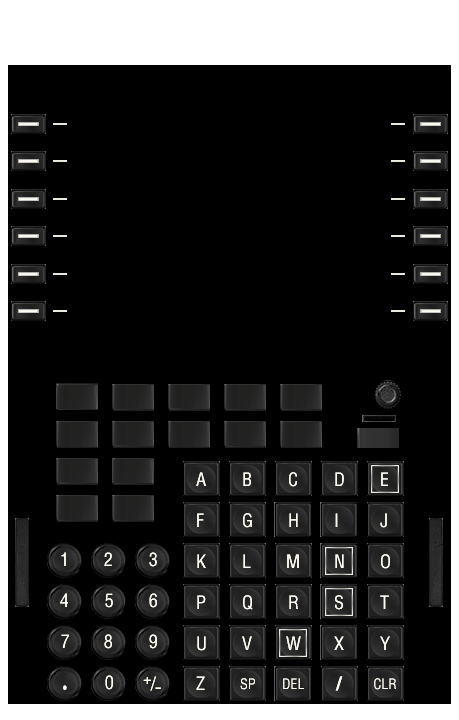 A B C D E
F G H I J
1 2 3 K L M N O
4 5 6 P Q R S T
7 8 9 U V W X Y
. 0 +/- Z SP DEL / CLR